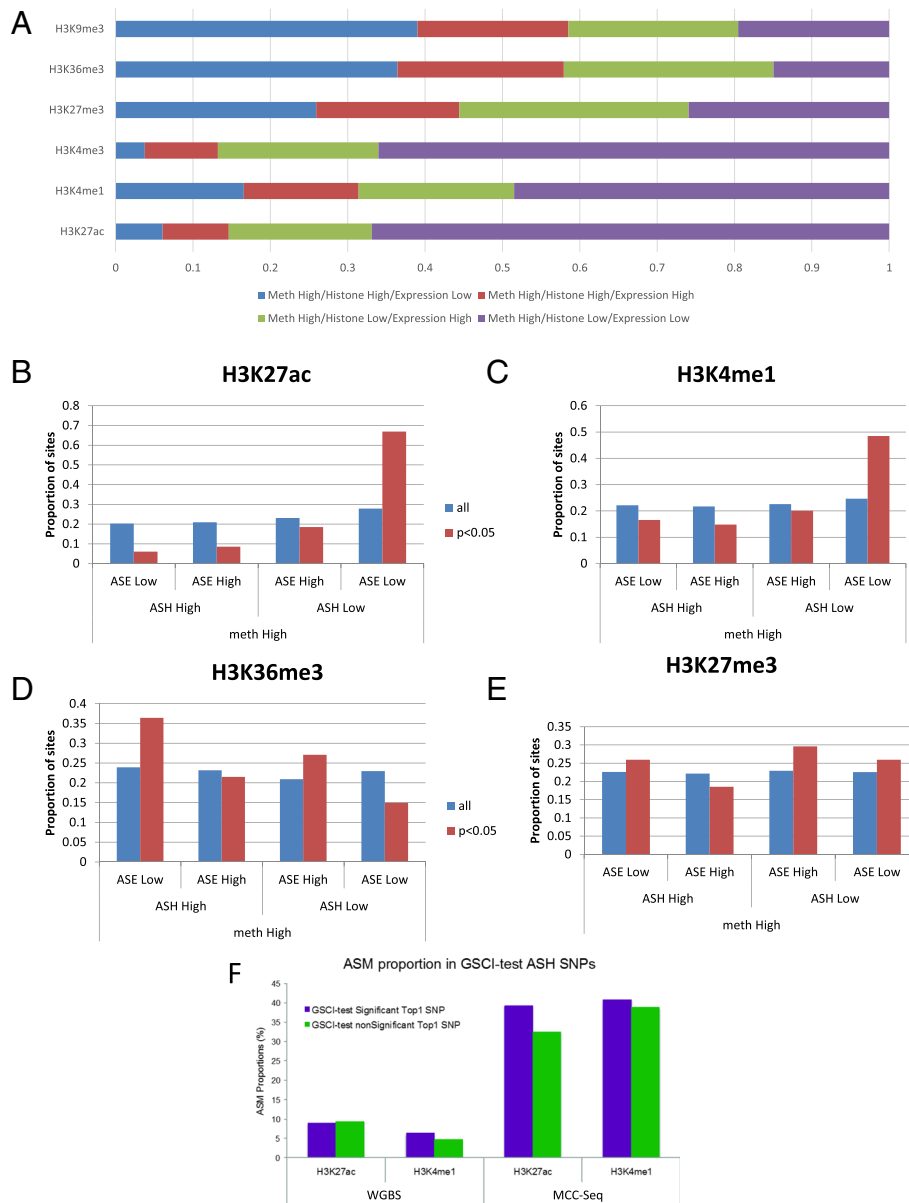 A
H3K9me3
H3K36me3
H3K27me3
H3K4me3
H3K4me1
H3K27ac
0 0.1 0.2 0.3 0.4 0.5 0.6 0.7 0.8 0.9 1
Meth High/Histone High/Expression Low Meth High/Histone High/Expression High
Meth High/Histone Low/Expression High Meth High/Histone Low/Expression Low
B
H3K27ac
Proportion of sites
0.8
0.7
0.6
0.5
0.4
0.3
0.2
0.1
0
ASE Low ASE High ASE High ASE Low
ASH High ASH Low
meth High
all
p<0.05
C
H3K4me1
Proportion of sites
0.6
0.5
0.4
0.3
0.2
0.1
0
ASE Low ASE High ASE High ASE Low
ASH High ASH Low
meth High
D
H3K36me3
Proportion of sites
0.4
0.35
0.3
0.25
0.2
0.15
0.1
0.05
0
ASE Low ASE High ASE High ASE Low
ASH High ASH Low
meth High
all
p<0.05
E
H3K27me3
Proportion of sites
0.35
0.3
0.25
0.2
0.15
0.1
0.05
0
ASE Low ASE High ASE High ASE Low
ASH High ASH Low
meth High
F
ASM proportion in GSCI-test ASH SNPs
ASM Proportions (%)
45
40
35
30
25
20
15
10
5
0
GSCI-test Significant Top1 SNP
GSCI-test nonSignificant Top1 SNP
H3K27ac H3K4me1 H3K27ac H3K4me1
WGBS MCC-Seq